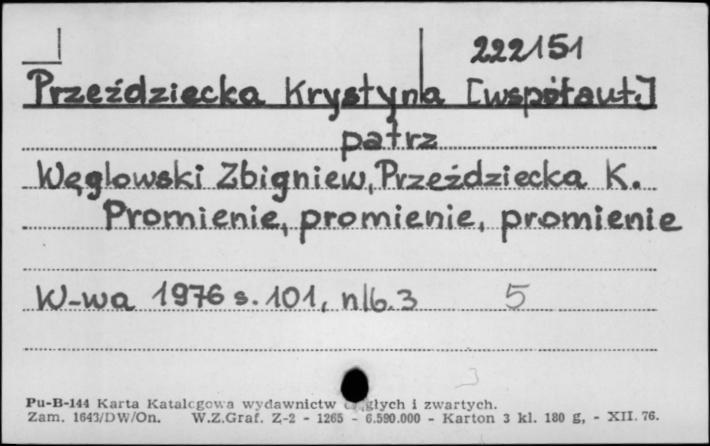 222151
Przeździecka Krystyna [współaut.]
patrz
Węglowski Zbigniew, Przeździecka K.
Promienie, promienie, promienie
W-wa 1976 s. 101, nlb. 3 5
Pu-B-144 Karta Katalogowa wydawnictw ciągłych i zwartych.
Zam. 1643/DW/On. W.Z.Graf. Z-2 - 1265 - 6.590.000 - Karton 3 kl. 180 g, - XII. 76.